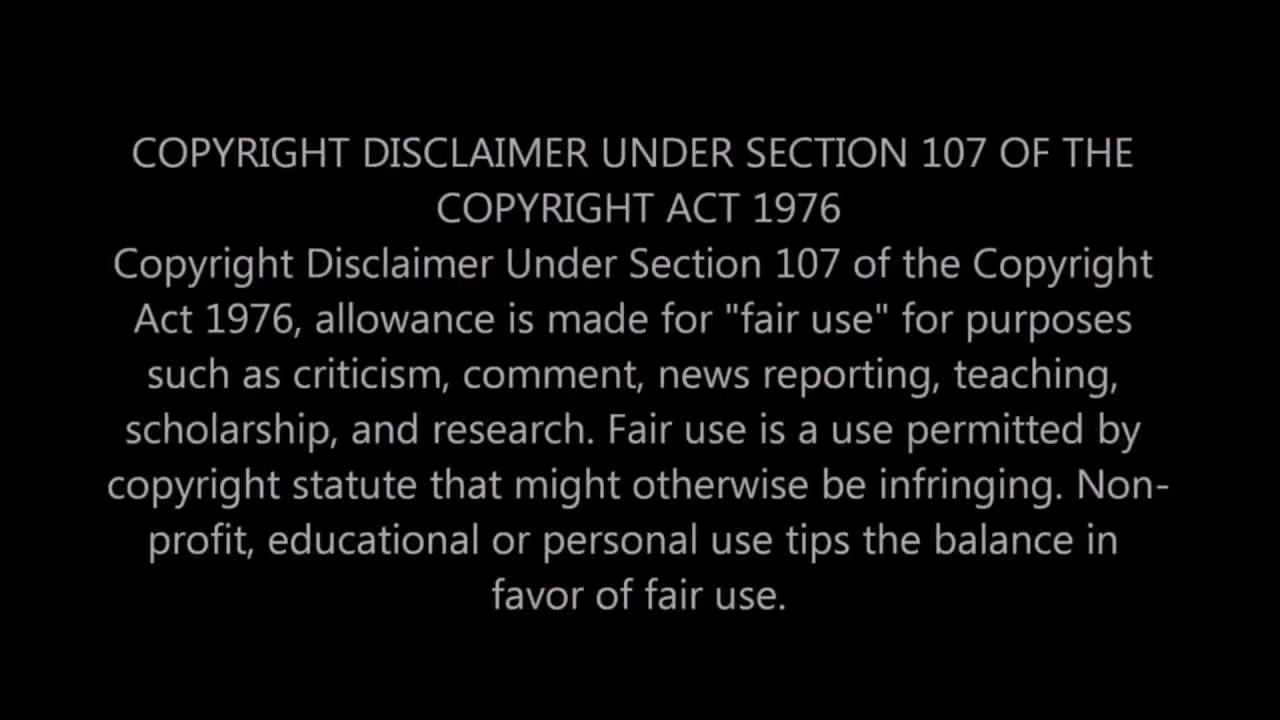 COPYRIGHT DISCLAIMER UNDER SECTION 107 OF THE
COPYRIGHT ACT 1976
Copyright Disclaimer Under Section 107 of the Copyright
Act 1976, allowance is made for "fair use" for purposes
such as criticism, comment, news reporting, teaching,
scholarship, and research. Fair use is a use permitted by
copyright statute that might otherwise be infringing. Non-
profit, educational or personal use tips the balance in
favor of fair use.